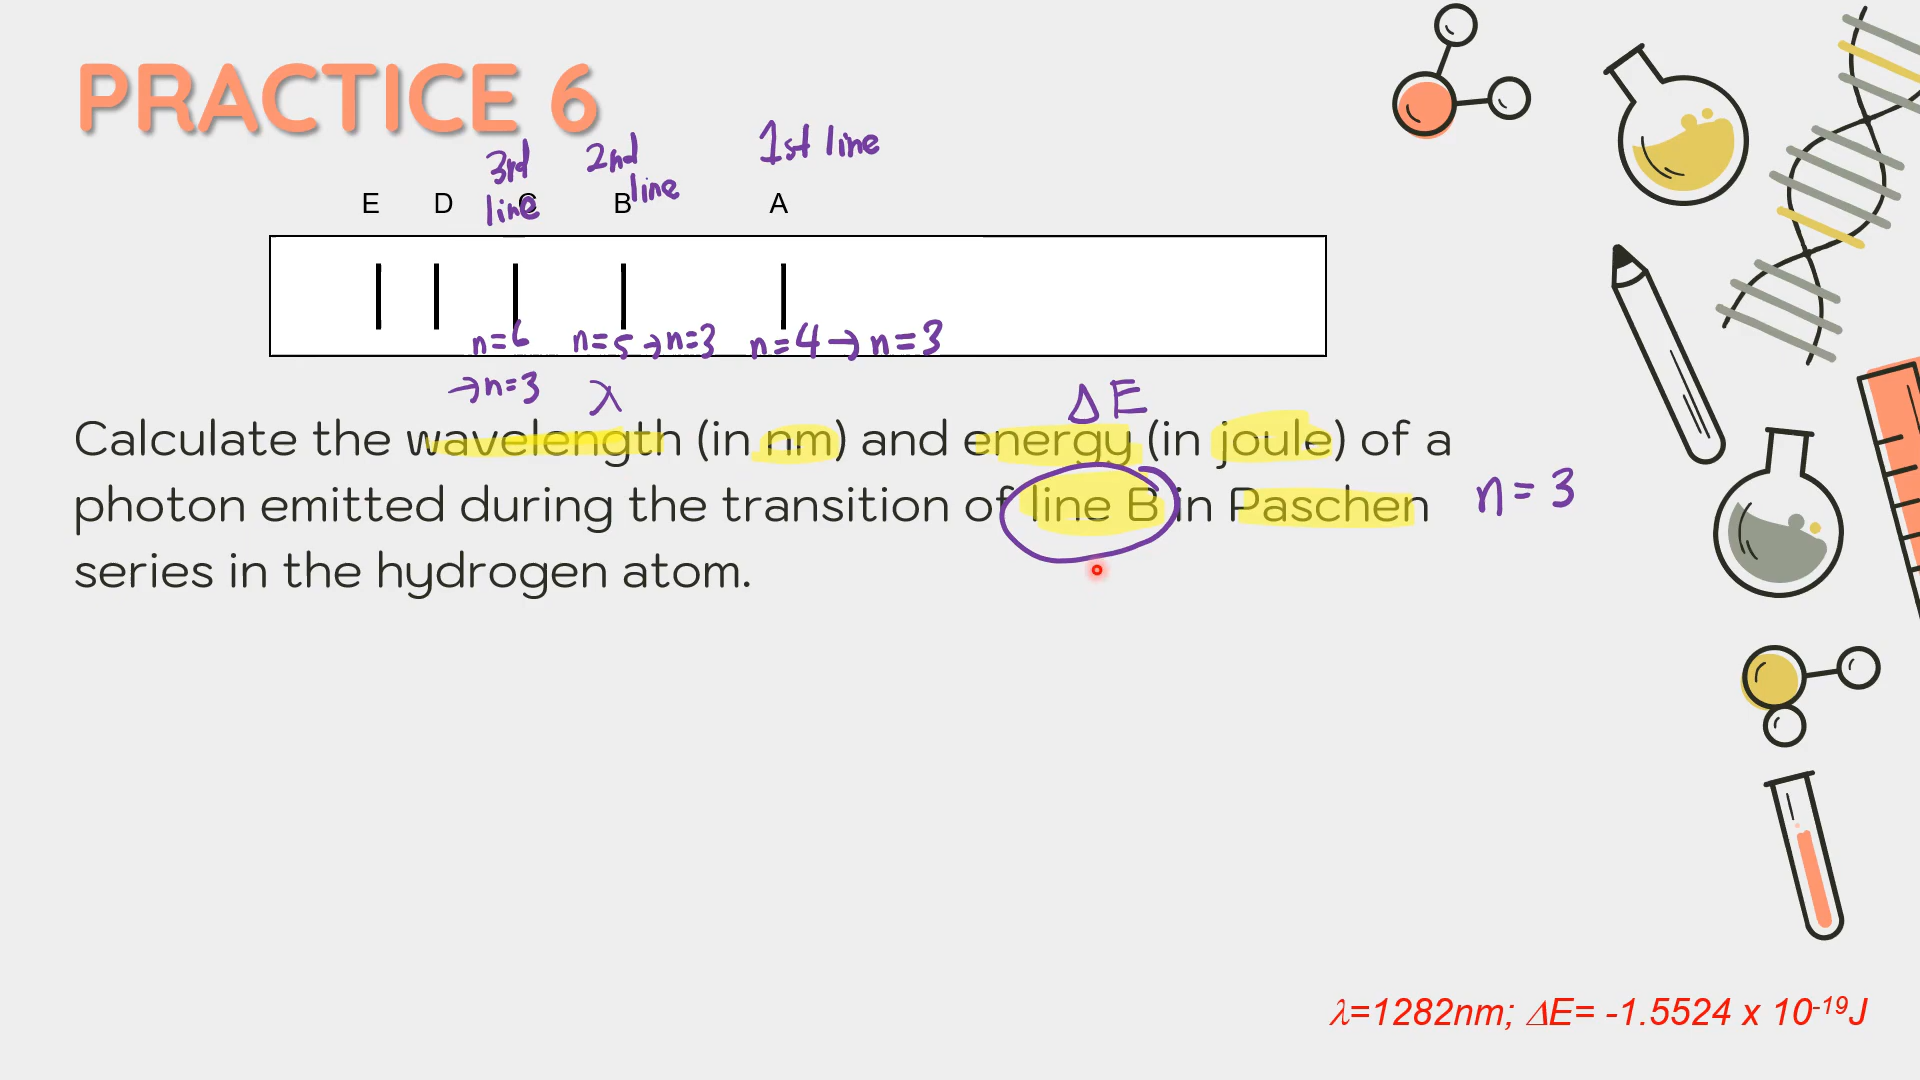 PRACTICE 6
3rd line
2nd line
1st line
E D C B A
n=6 →n=3
n=5→n=3
n=4→n=3
λ
ΔE
Calculate the wavelength (in nm) and energy (in joule) of a
photon emitted during the transition of line B in Paschen
n=3
series in the hydrogen atom.
λ=1282nm; ΔE= -1.5524 x 10⁻¹⁹J